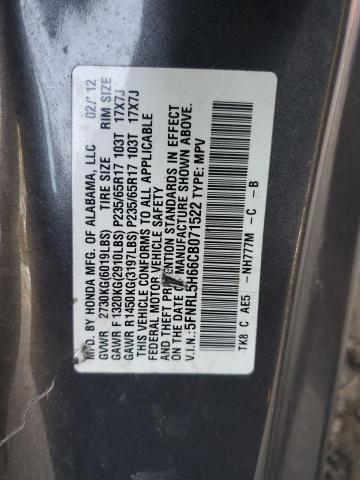 MFD. BY HONDA MFG. OF ALABAMA, LLC 02/'12
GVWR 2730KG(6019LBS) TIRE SIZE RIM SIZE
GAWR F 1320KG(2910LBS) P235/65R17 103T 17X7J
GAWR R 1450KG(3197LBS) P235/65R17 103T 17X7J
THIS VEHICLE CONFORMS TO ALL APPLICABLE
FEDERAL MOTOR VEHICLE SAFETY
AND THEFT PREVENTION STANDARDS IN EFFECT
ON THE DATE OF MANUFACTURE SHOWN ABOVE.
V.I.N.: 5FNRL5H66CB071522 TYPE: MPV
TK8 C AE5 -NH777M -C -B